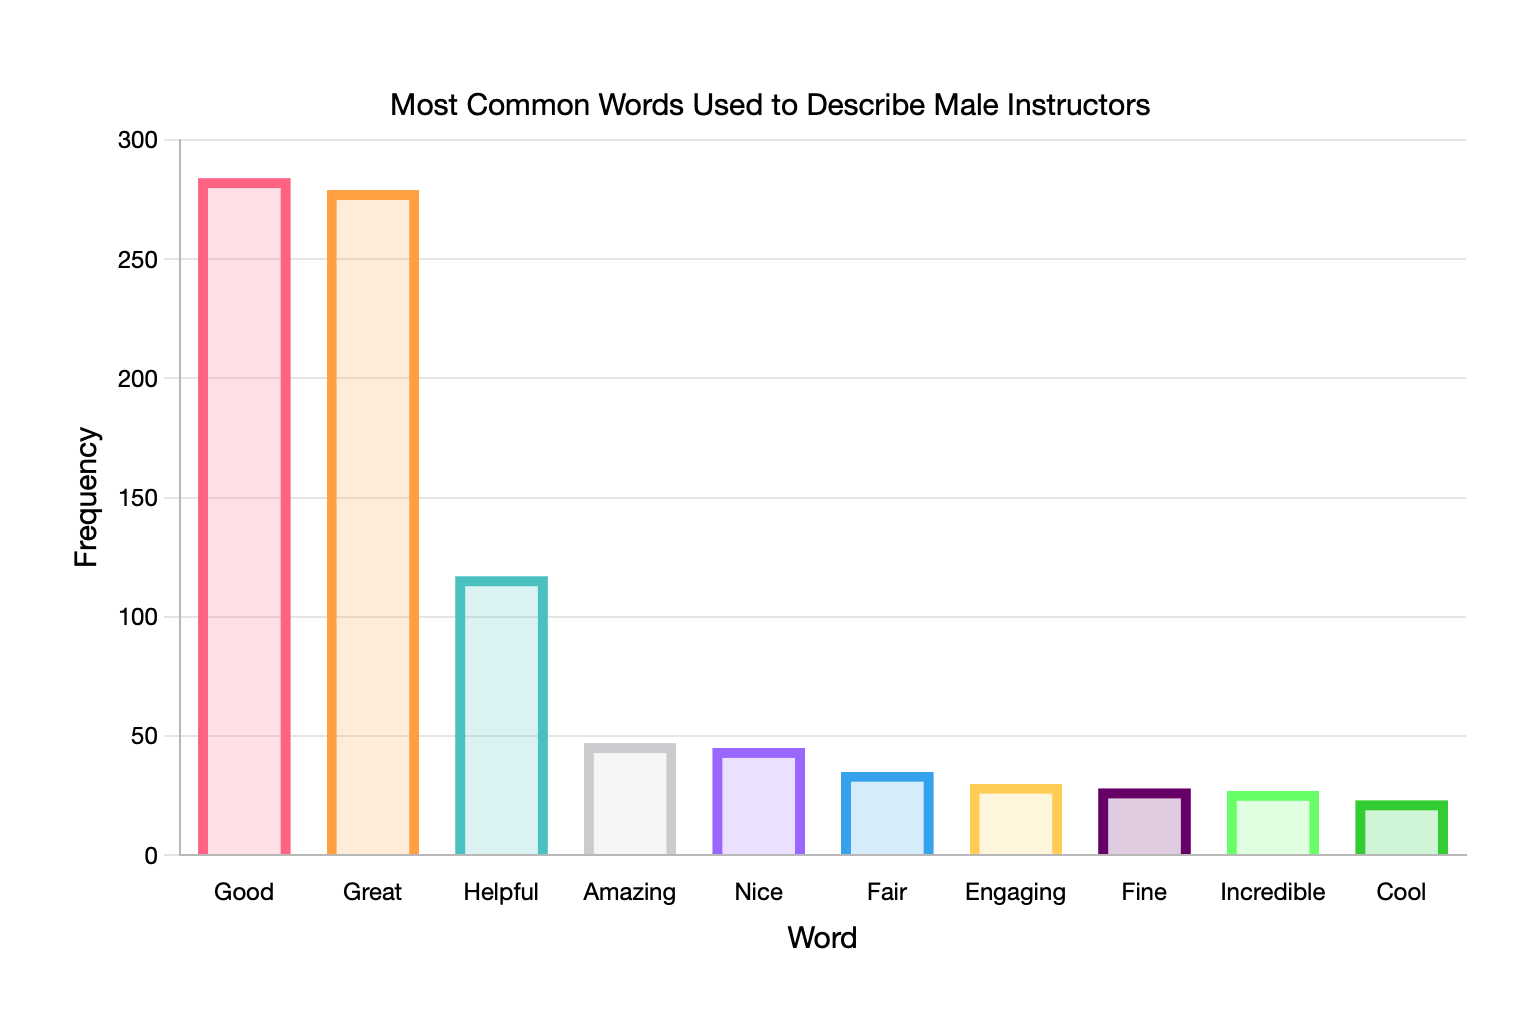 Most Common Words Used to Describe Male Instructors
300
250
200
150
100
50
0
Frequency
Good Great Helpful Amazing Nice Fair Engaging Fine Incredible Cool
Word